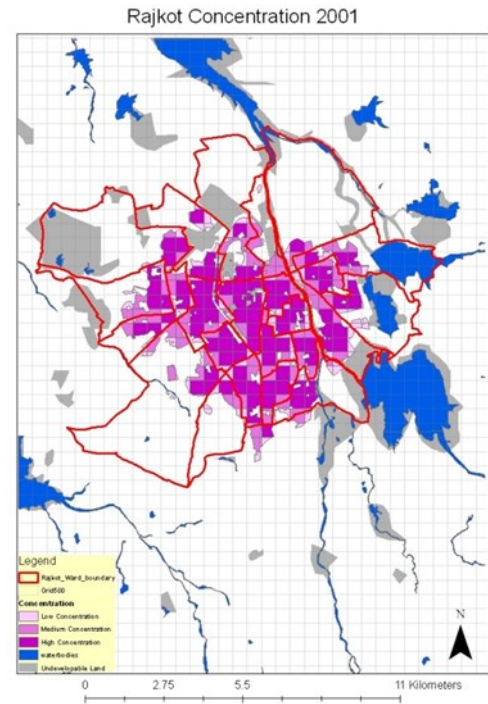 Rajkot Concentration 2001
Legend
Rajkot_Ward_boundary
Grid500
Concentration
Low Concentration
Medium Concentration
High Concentration
waterbodies
Undevelopable Land
N
0 2.75 5.5 11 Kilometers